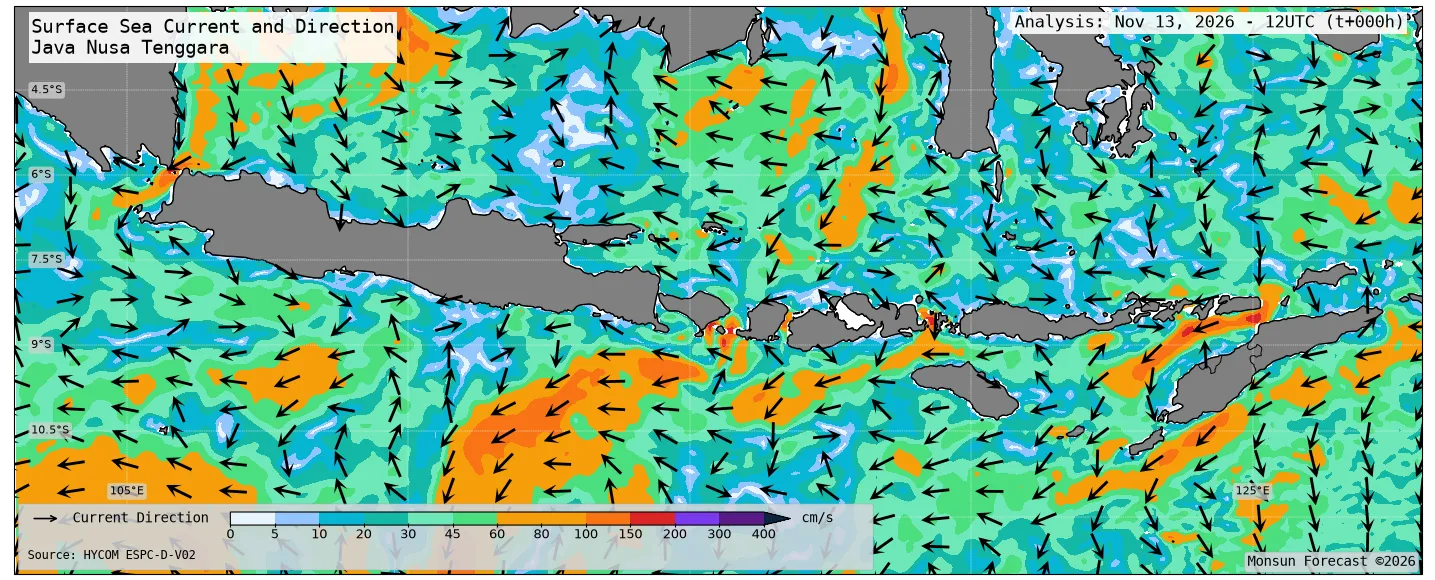 Surface Sea Current and Direction
Java Nusa Tenggara
Analysis: Nov 13, 2026 - 12UTC (t+000h)
4.5°S
6°S
7.5°S
9°S
10.5°S
105°E
125°E
Current Direction
0 5 10 20 30 45 60 80 100 150 200 300 400
cm/s
Source: HYCOM ESPC-D-V02
Monsun Forecast ©2026